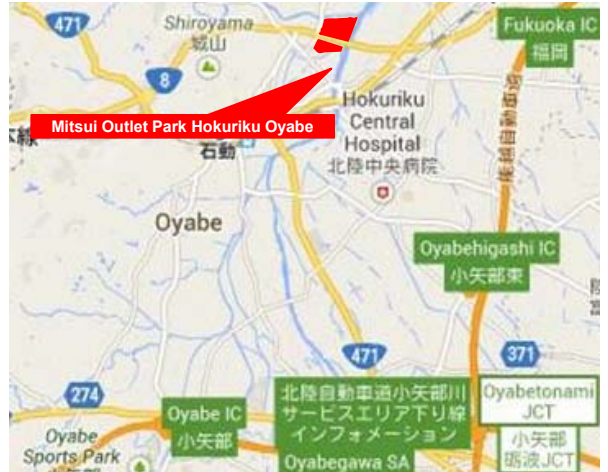 471
Shiroyama
城山
Fukuoka IC
福岡
8
Mitsui Outlet Park Hokuriku Oyabe
石動
Hokuriku
Central
Hospital
北陸中央病院
Oyabe
Oyabehigashi IC
小矢部東
471
371
274
Oyabe IC
小矢部
北陸自動車道小矢部川
サービスエリア下り線
インフォメーション
Oyabegawa SA
Oyabetonami
JCT
小矢部
砺波JCT
Oyabe
Sports Park